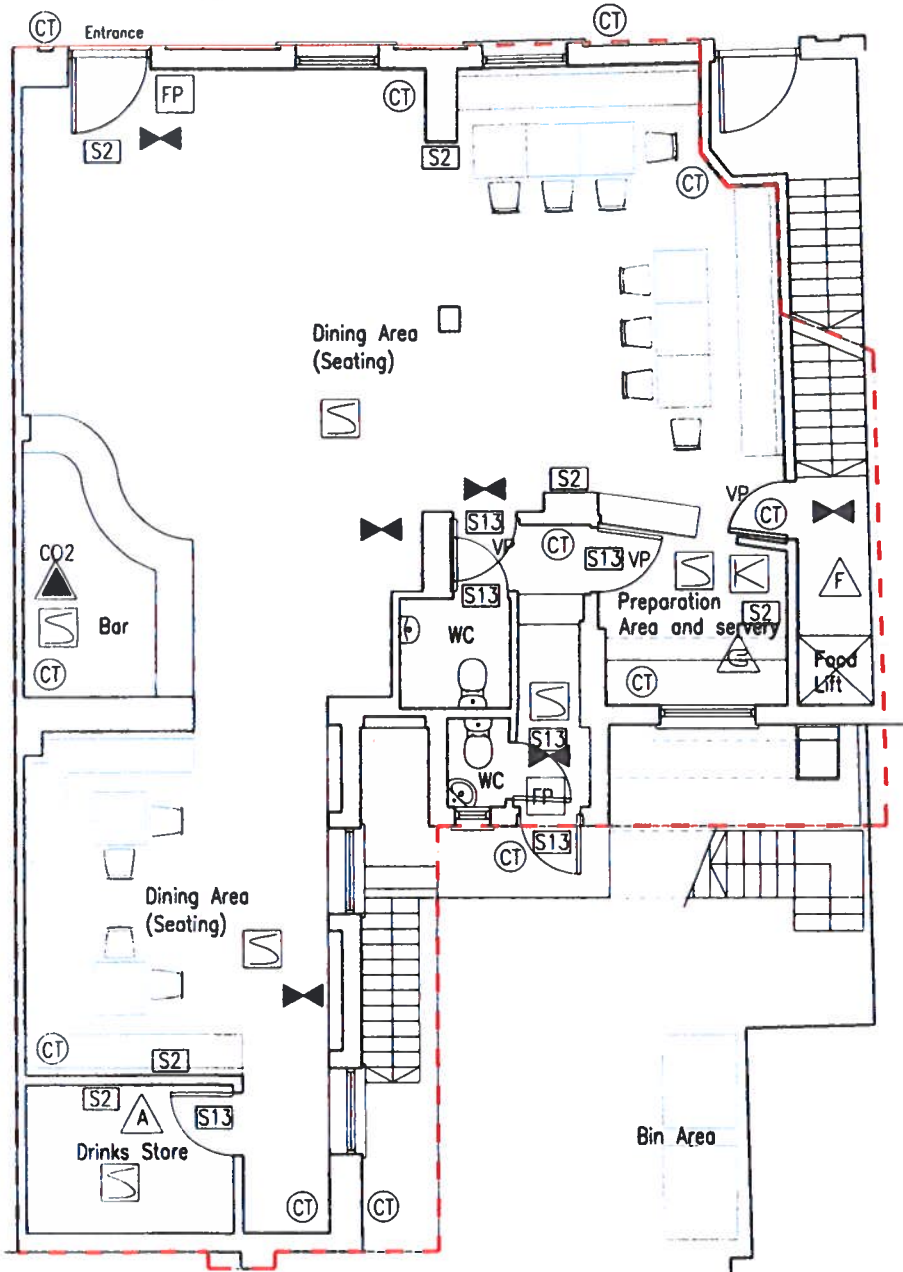 CT
Entrance
CT
FP
CT
S2
S2
CT
Dining Area
(Seating)
S2
VP
CT
S13
VP
CT
S13
VP
CO2
F
S13
Preparation
Area and servery
S2
Bar
WC
Food
Lift
CT
CT
S13
WC
FP
S13
CT
Dining Area
(Seating)
CT
S2
S2
A
S13
Drinks Store
Bin Area
CT
CT